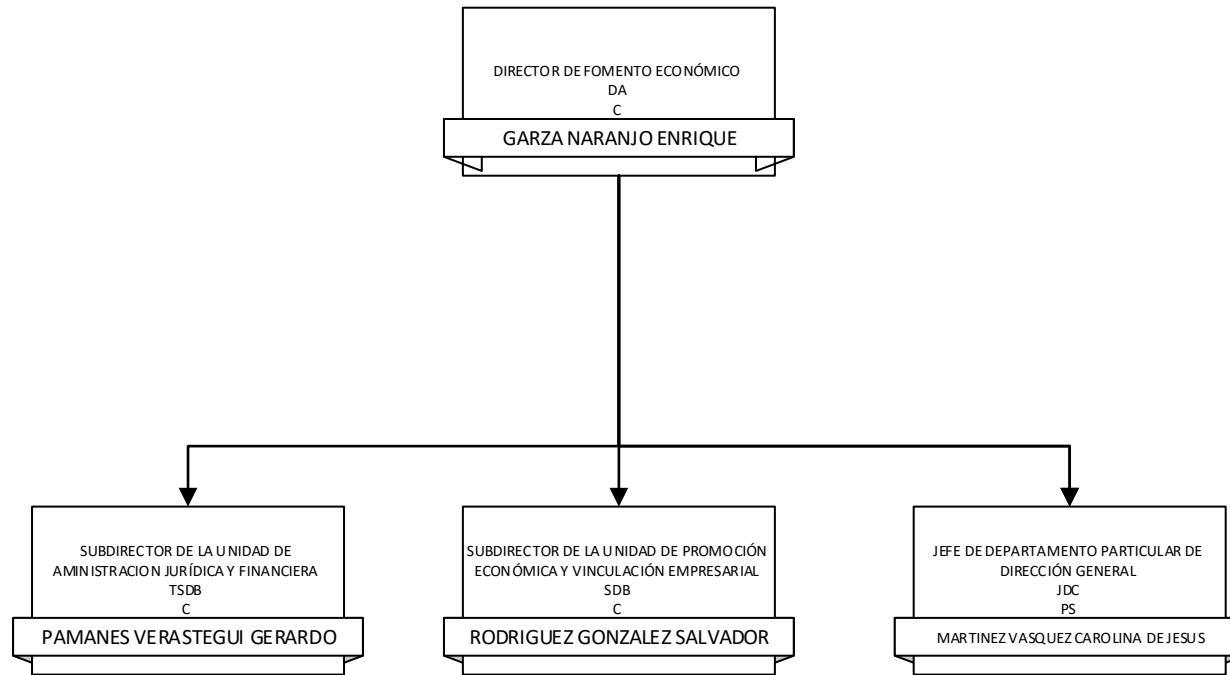 DIRECTOR DE FOMENTO ECONÓMICO
DA
C
GARZA NARANJO ENRIQUE
SUBDIRECTOR DE LA UNIDAD DE
AMINISTRACION JURÍDICA Y FINANCIERA
TSDB
C
PAMANES VERASTEGUI GERARDO
SUBDIRECTOR DE LA UNIDAD DE PROMOCIÓN
ECONÓMICA Y VINCULACIÓN EMPRESARIAL
SDB
C
RODRIGUEZ GONZALEZ SALVADOR
JEFE DE DEPARTAMENTO PARTICULAR DE
DIRECCIÓN GENERAL
JDC
PS
MARTINEZ VASQUEZ CAROLINA DE JESUS